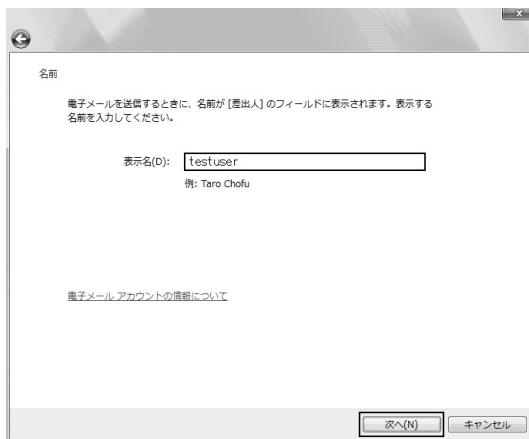 名前
電子メールを送信するときに、名前が [差出人] のフィールドに表示されます。表示する
名前を入力してください。
表示名(D): testuser
例: Taro Chofu
電子メール アカウントの情報について
次へ(N) キャンセル